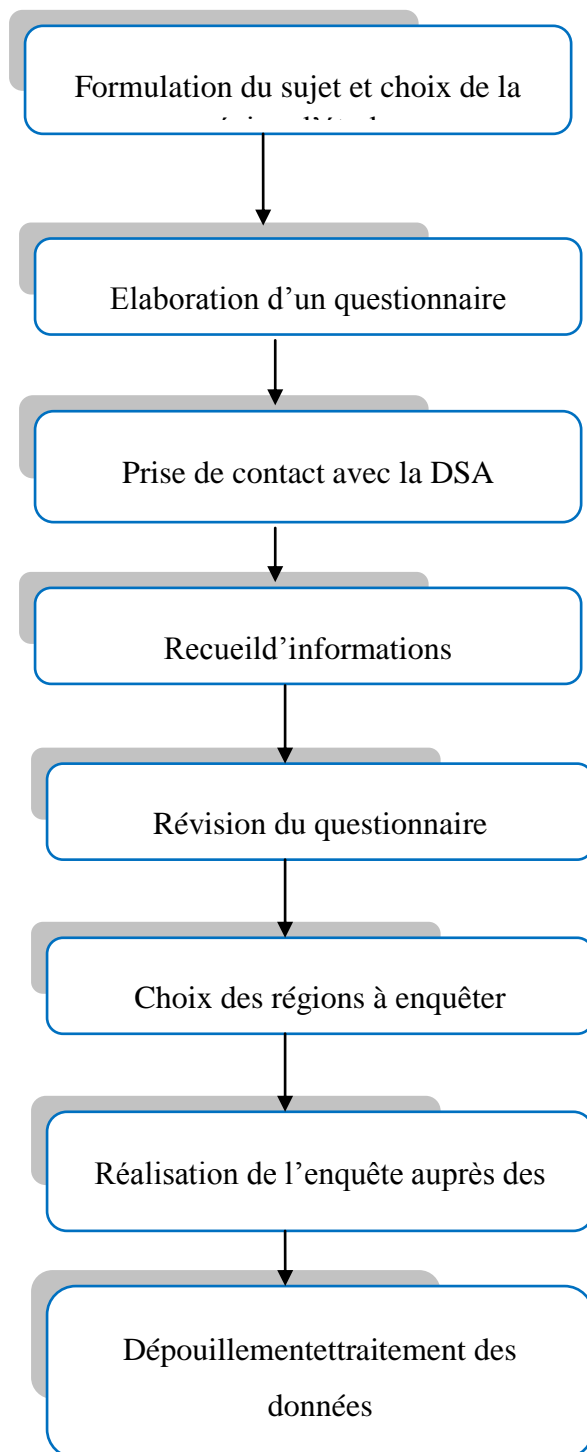 Formulation du sujet et choix de la
Elaboration d’un questionnaire
Prise de contact avec la DSA
Recueild’informations
Révision du questionnaire
Choix des régions à enquêter
Réalisation de l’enquête auprès des
Dépouillementettraitement des
données